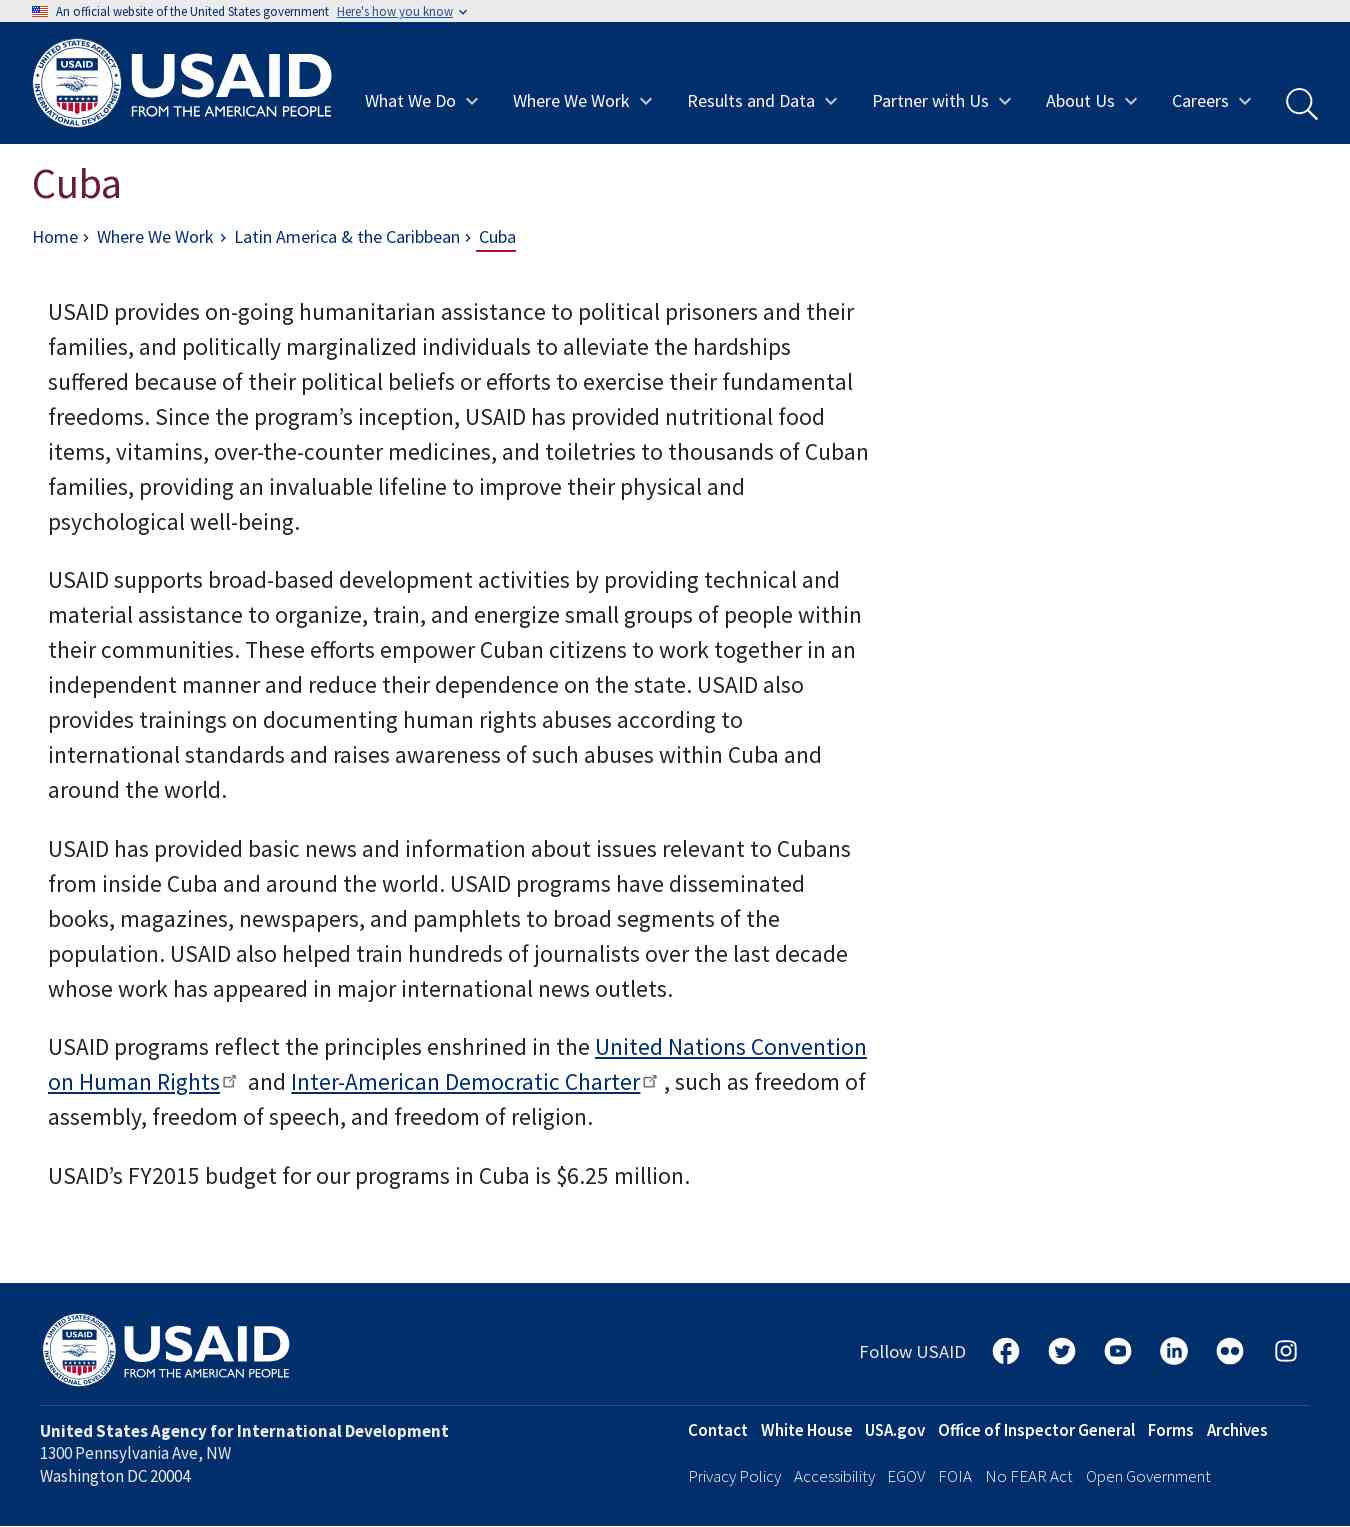 An official website of the United States government Here's how you know
UNITED STATES AGENCY
USAID
INTERNATIONAL DEVELOPMENT
USAID
FROM THE AMERICAN PEOPLE
What We Do
Where We Work
Results and Data
Partner with Us
About Us
Careers
Cuba
Home › Where We Work › Latin America & the Caribbean › Cuba
USAID provides on-going humanitarian assistance to political prisoners and their
families, and politically marginalized individuals to alleviate the hardships
suffered because of their political beliefs or efforts to exercise their fundamental
freedoms. Since the program’s inception, USAID has provided nutritional food
items, vitamins, over-the-counter medicines, and toiletries to thousands of Cuban
families, providing an invaluable lifeline to improve their physical and
psychological well-being.
USAID supports broad-based development activities by providing technical and
material assistance to organize, train, and energize small groups of people within
their communities. These efforts empower Cuban citizens to work together in an
independent manner and reduce their dependence on the state. USAID also
provides trainings on documenting human rights abuses according to
international standards and raises awareness of such abuses within Cuba and
around the world.
USAID has provided basic news and information about issues relevant to Cubans
from inside Cuba and around the world. USAID programs have disseminated
books, magazines, newspapers, and pamphlets to broad segments of the
population. USAID also helped train hundreds of journalists over the last decade
whose work has appeared in major international news outlets.
USAID programs reflect the principles enshrined in the United Nations Convention
on Human Rights and Inter-American Democratic Charter , such as freedom of
assembly, freedom of speech, and freedom of religion.
USAID’s FY2015 budget for our programs in Cuba is $6.25 million.
UNITED STATES AGENCY
USAID
INTERNATIONAL DEVELOPMENT
USAID
FROM THE AMERICAN PEOPLE
Follow USAID
United States Agency for International Development
1300 Pennsylvania Ave, NW
Washington DC 20004
Contact White House USA.gov Office of Inspector General Forms Archives
Privacy Policy Accessibility EGOV FOIA No FEAR Act Open Government